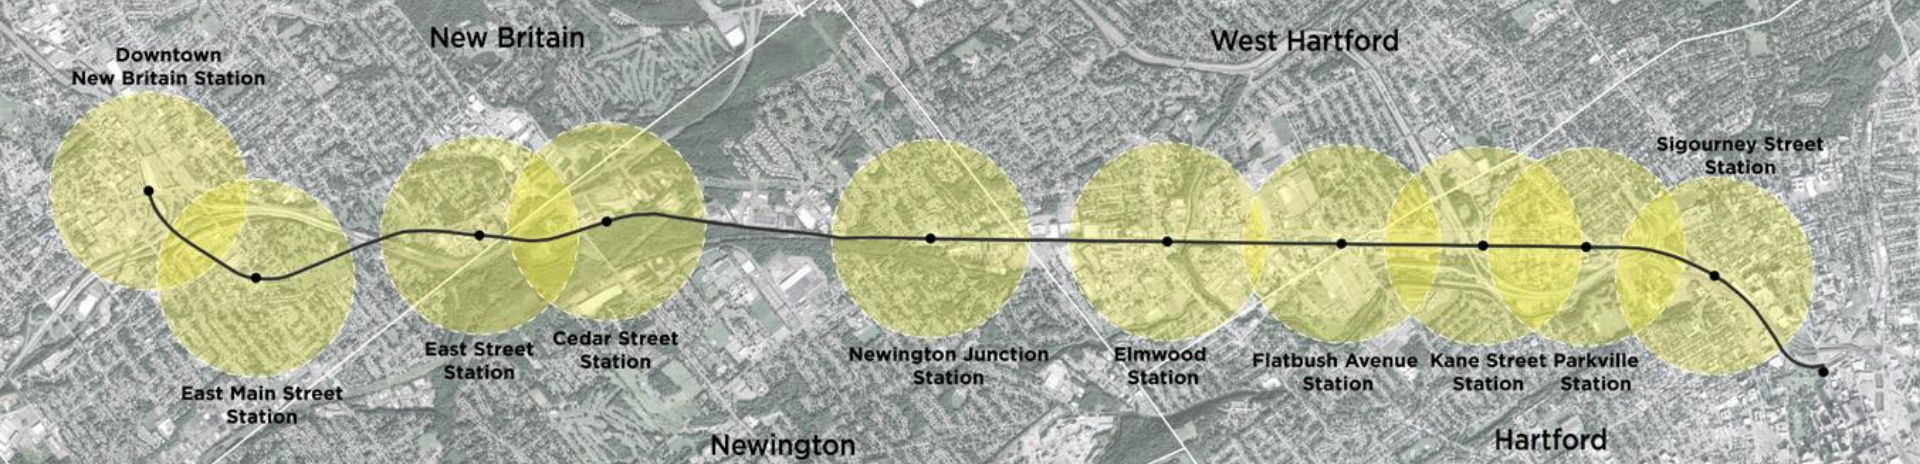 New Britain
West Hartford
Downtown
New Britain Station
Sigourney Street
Station
East Street
Station
Cedar Street
Station
Newington Junction
Station
Elmwood
Station
Flatbush Avenue
Station
Kane Street
Station
Parkville
Station
East Main Street
Station
Newington
Hartford